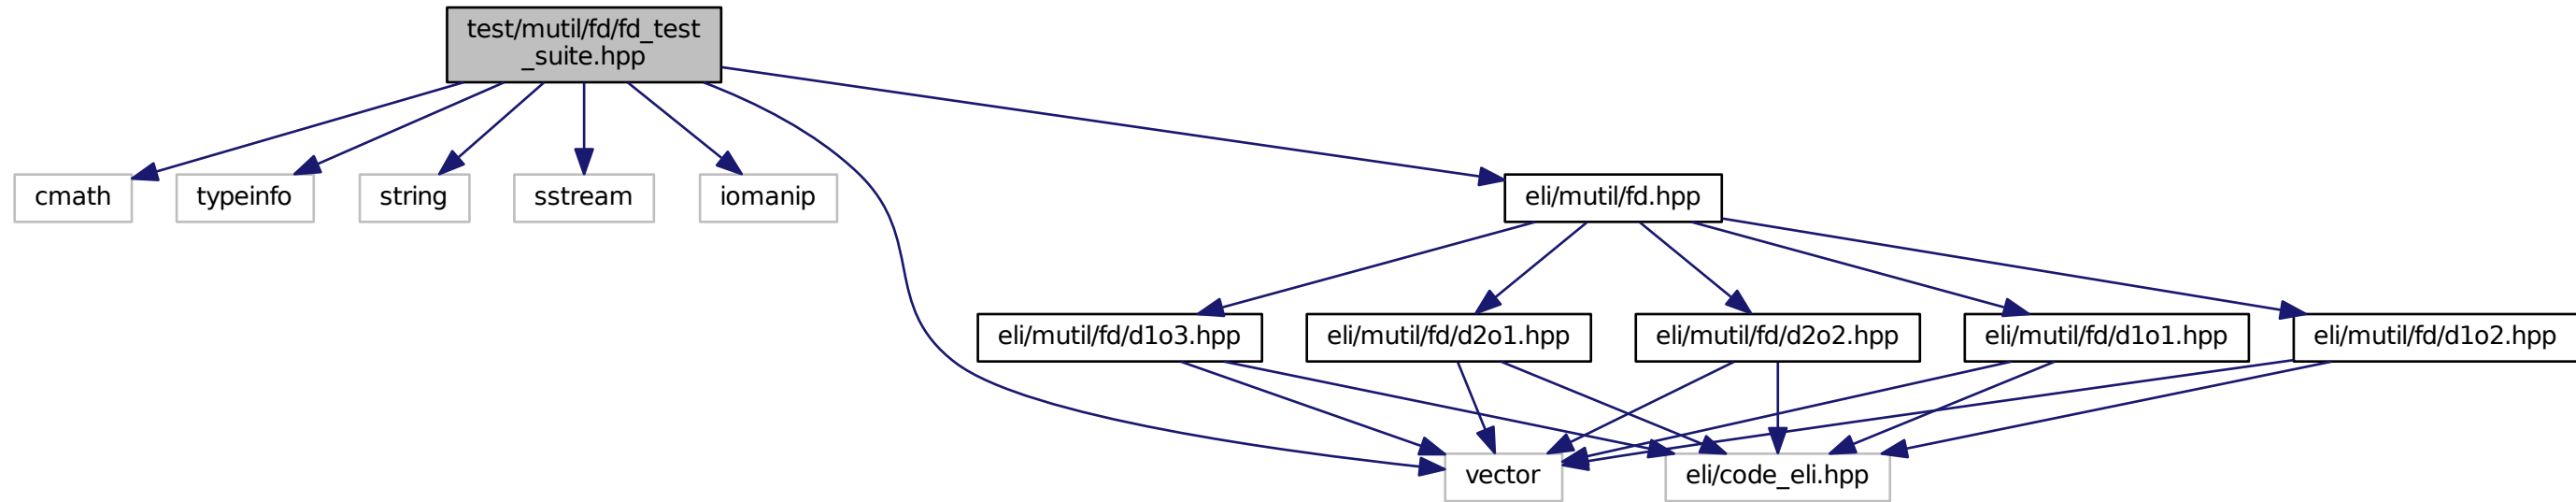 test/mutil/fd/fd_test
_suite.hpp
cmath
typeinfo
string
sstream
iomanip
eli/mutil/fd.hpp
eli/mutil/fd/d1o3.hpp
eli/mutil/fd/d2o1.hpp
eli/mutil/fd/d2o2.hpp
eli/mutil/fd/d1o1.hpp
eli/mutil/fd/d1o2.hpp
vector
eli/code_eli.hpp